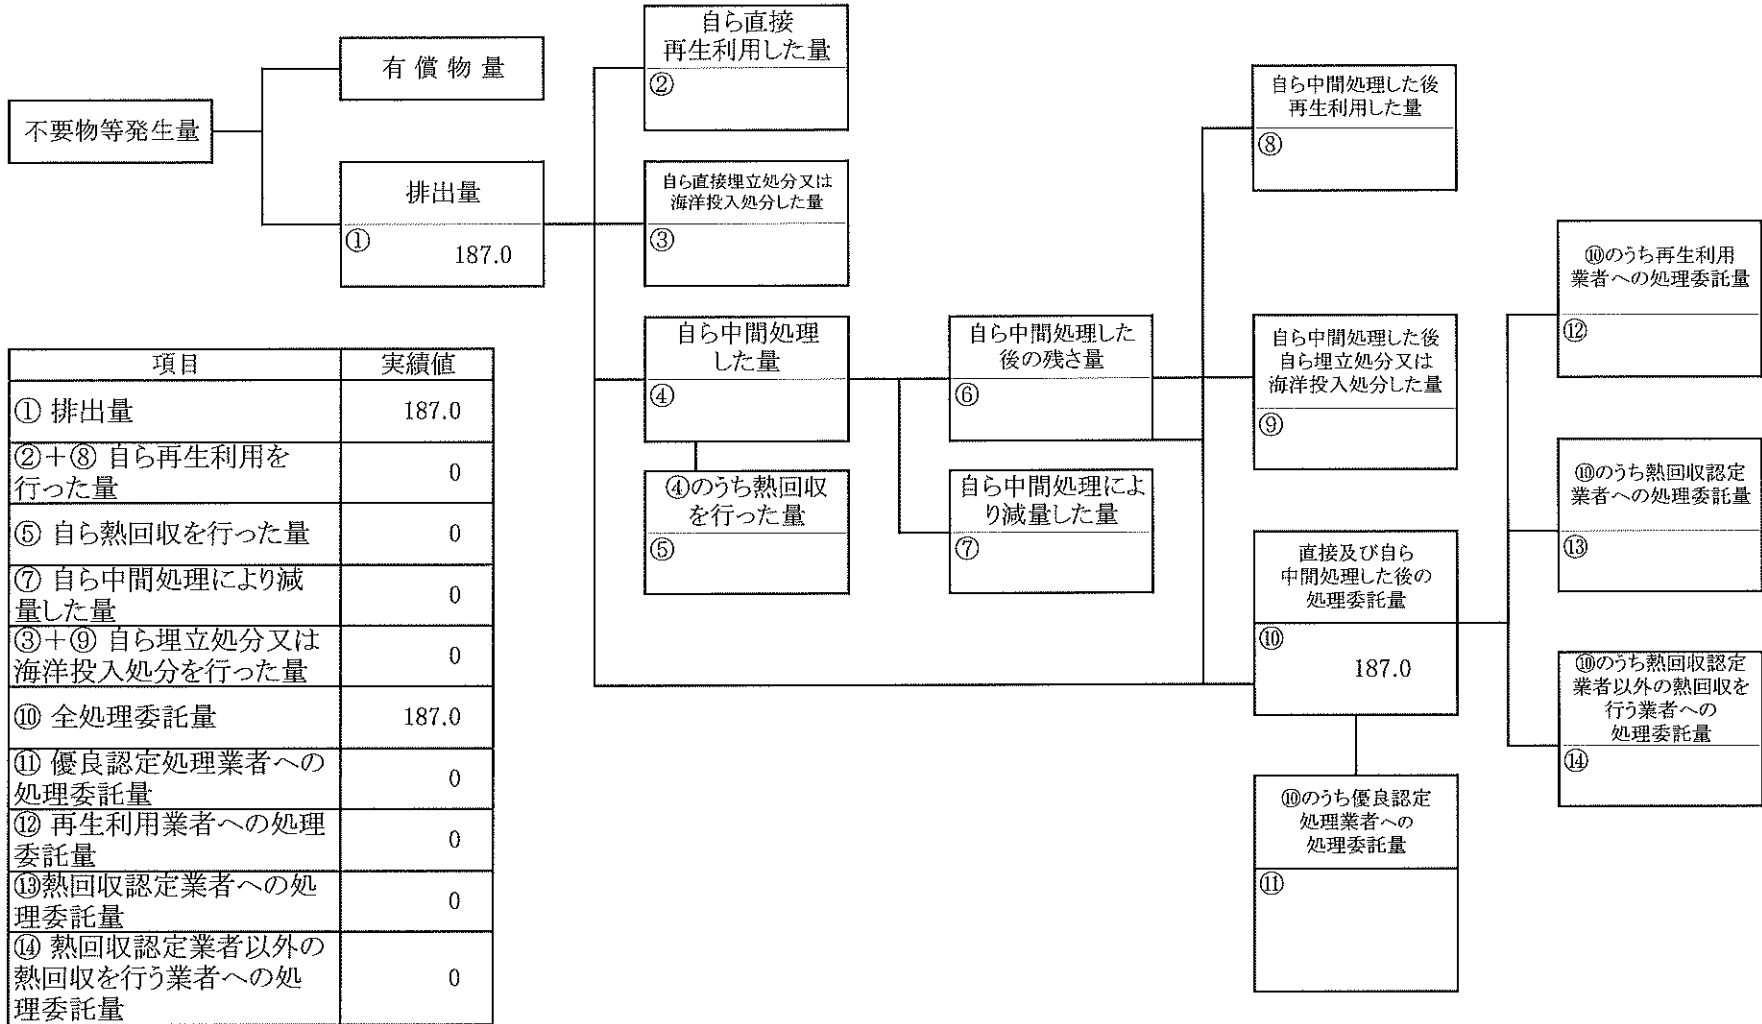 不要物等発生量
有償物量
排出量
①
187.0
自ら直接
再生利用した量
②
自ら直接埋立処分又は
海洋投入処分した量
③
自ら中間処理
した量
④
④のうち熱回収
を行った量
⑤
自ら中間処理した
後の残さ量
⑥
自ら中間処理によ
り減量した量
⑦
自ら中間処理した後
再生利用した量
⑧
自ら中間処理した後
自ら埋立処分又は
海洋投入処分した量
⑨
直接及び自ら
中間処理した後の
処理委託量
⑩
187.0
⑩のうち優良認定
処理業者への
処理委託量
⑪
⑩のうち再生利用
業者への処理委託量
⑫
⑩のうち熱回収認定
業者への処理委託量
⑬
⑩のうち熱回収認定
業者以外の熱回収を
行う業者への
処理委託量
⑭
項目 実績値
① 排出量 187.0
②＋⑧ 自ら再生利用を
行った量 0
⑤ 自ら熱回収を行った量 0
⑦ 自ら中間処理により減
量した量 0
③＋⑨ 自ら埋立処分又は
海洋投入処分を行った量 0
⑩ 全処理委託量 187.0
⑪ 優良認定処理業者への
処理委託量 0
⑫ 再生利用業者への処理
委託量 0
⑬熱回収認定業者への処
理委託量 0
⑭ 熱回収認定業者以外の
熱回収を行う業者への処
理委託量 0